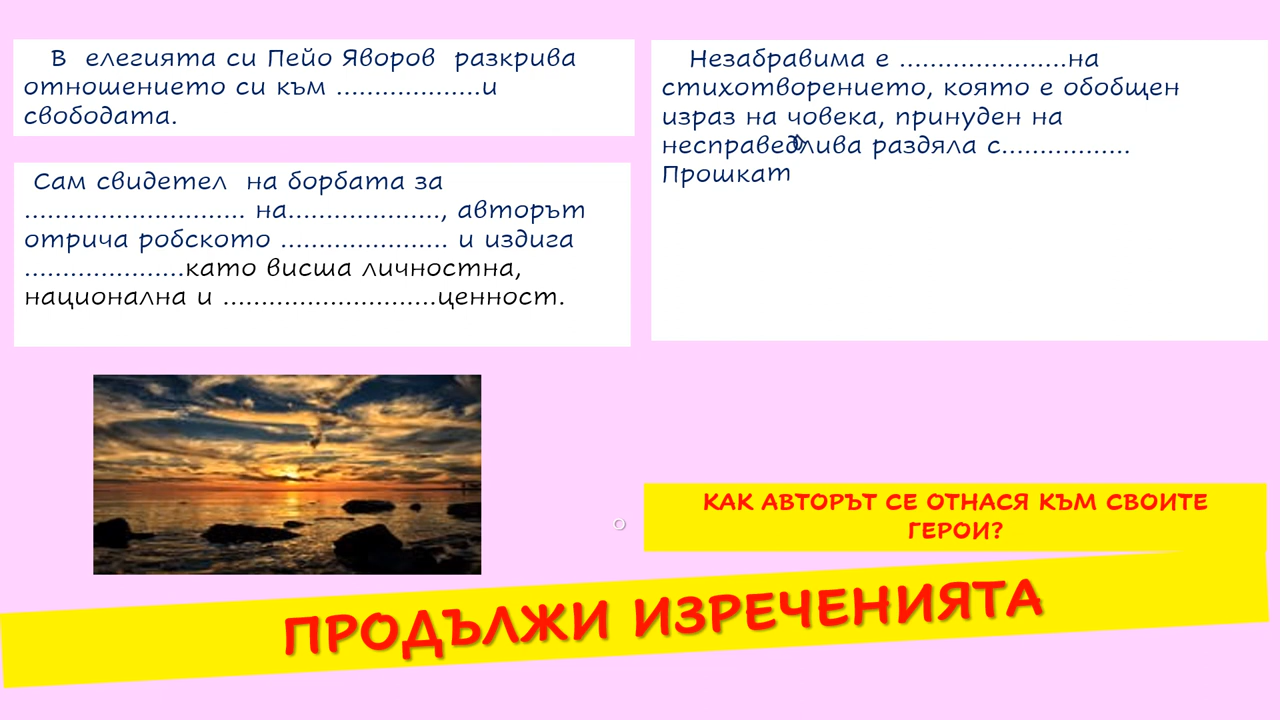 В елегията си Пейо Яворов разкрива
отношението си към ...................и
свободата.
Сам свидетел на борбата за
............................. на...................., авторът
отрича робското ...................... и издига
.....................като висша личностна,
национална и ............................ценност.
Незабравима е ......................на
стихотворението, която е обобщен
израз на човека, принуден на
несправедлива раздяла с.................
Прошкат
КАК АВТОРЪТ СЕ ОТНАСЯ КЪМ СВОИТЕ
ГЕРОИ?
ПРОДЪЛЖИ ИЗРЕЧЕНИЯТА